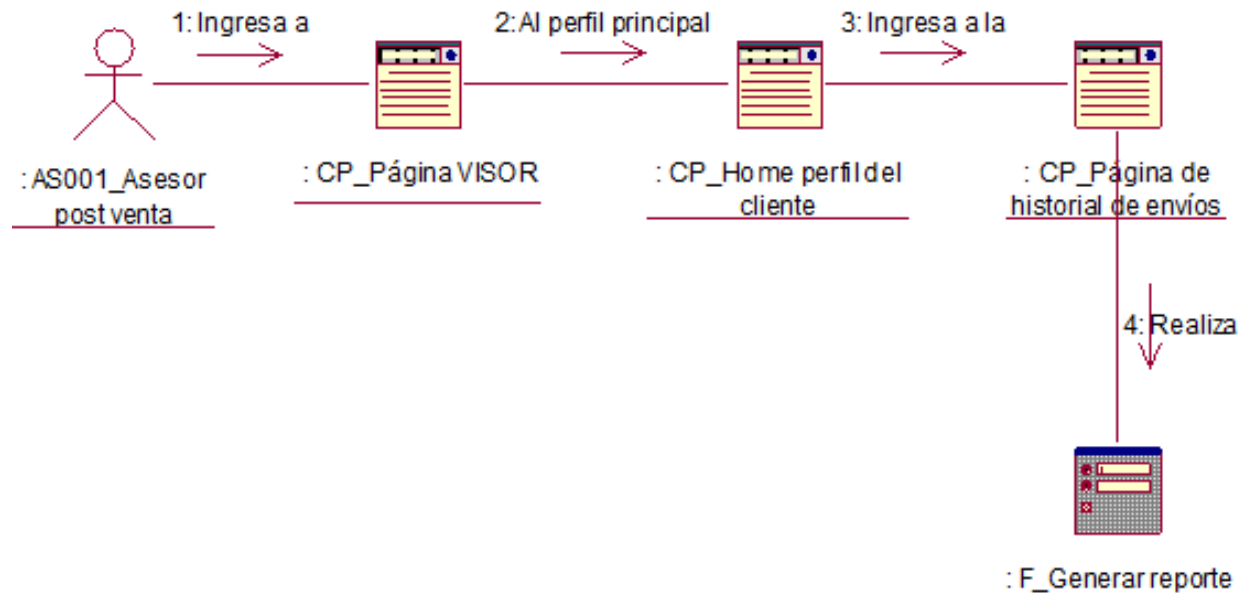 1: Ingresa a
2: Al perfil principal
3: Ingresa a la
: AS001_Asesor
post venta
: CP_Página VISOR
: CP_Home perfil del
cliente
: CP_Página de
historial de envíos
4: Realiza
: F_Generar reporte